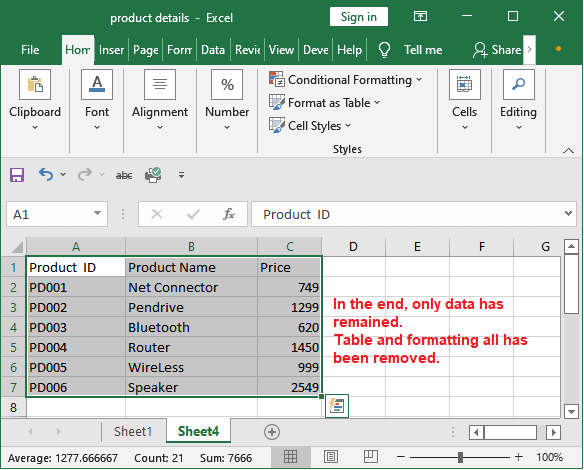 product details - Excel
Sign in
File Hor Inser Page Forr Data Revi View Deve Help Tell me Share
Clipboard
Font
Alignment
%
Number
Conditional Formatting
Format as Table
Cell Styles
Styles
Cells
Editing
abc
A1 fx Product ID
A B C D E F G
1 Product ID Product Name Price
2 PD001 Net Connector 749
3 PD002 Pendrive 1299
4 PD003 Bluetooth 620
5 PD004 Router 1450
6 PD005 WireLess 999
7 PD006 Speaker 2549
8
In the end, only data has
remained.
Table and formatting all has
been removed.
Sheet1 Sheet4
Average: 1277.666667 Count: 21 Sum: 7666 100%